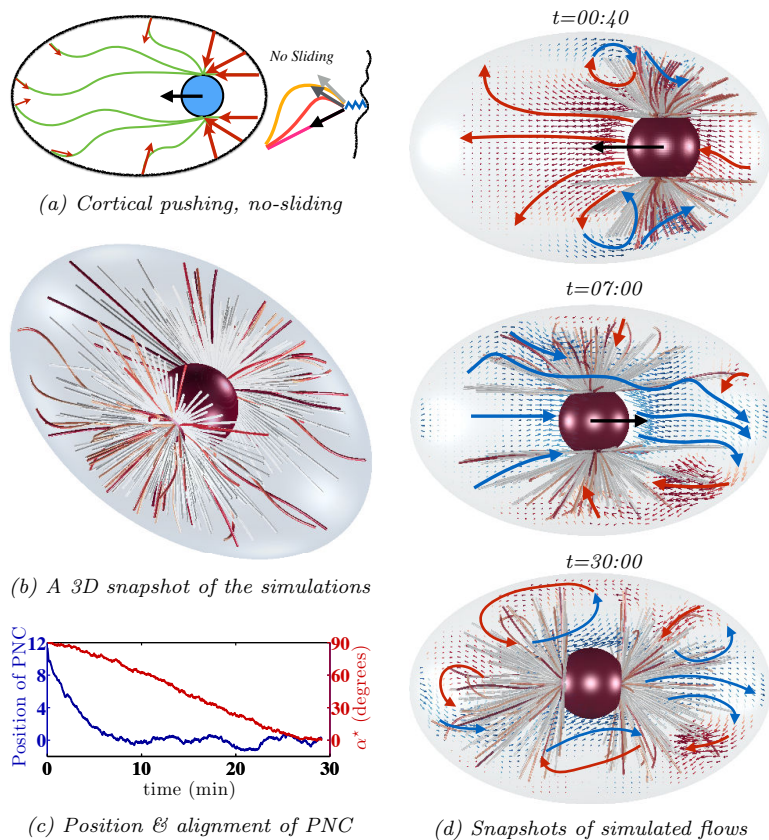 No Sliding
(a) Cortical pushing, no-sliding
(b) A 3D snapshot of the simulations
Position of PNC
12
8
4
0
90
60
30
0
α* (degrees)
0
10
20
30
time (min)
(c) Position & alignment of PNC
t=00:40
t=07:00
t=30:00
(d) Snapshots of simulated flows